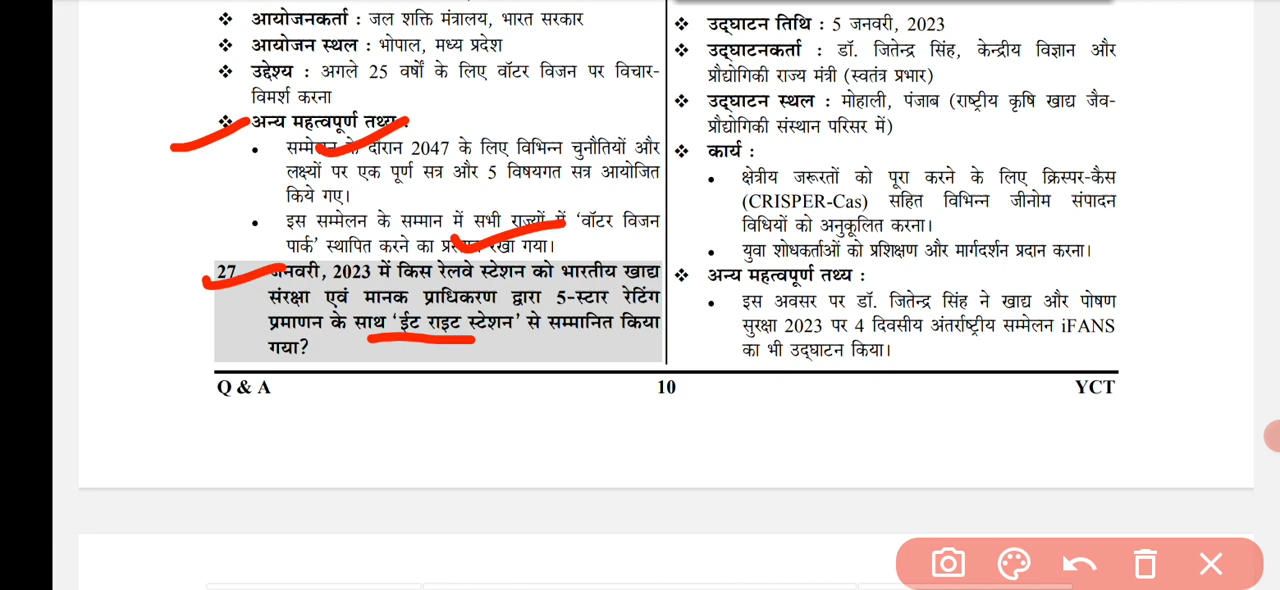 ❖ आयोजनकर्ता : जल शक्ति मंत्रालय, भारत सरकार
❖ आयोजन स्थल : भोपाल, मध्य प्रदेश
❖ उद्देश्य : अगले 25 वर्षों के लिए वॉटर विजन पर विचार-
विमर्श करना
❖ अन्य महत्वपूर्ण तथ्य :
• सम्मेलन के दौरान 2047 के लिए विभिन्न चुनौतियों और
लक्ष्यों पर एक पूर्ण सत्र और 5 विषयगत सत्र आयोजित
किये गए।
• इस सम्मेलन के सम्मान में सभी राज्यों में ‘वॉटर विजन
पार्क’ स्थापित करने का प्रस्ताव रखा गया।
27. जनवरी, 2023 में किस रेलवे स्टेशन को भारतीय खाद्य
संरक्षा एवं मानक प्राधिकरण द्वारा 5-स्टार रेटिंग
प्रमाणन के साथ ‘ईट राइट स्टेशन’ से सम्मानित किया
गया?
❖ उद्घाटन तिथि : 5 जनवरी, 2023
❖ उद्घाटनकर्ता : डॉ. जितेन्द्र सिंह, केन्द्रीय विज्ञान और
प्रौद्योगिकी राज्य मंत्री (स्वतंत्र प्रभार)
❖ उद्घाटन स्थल : मोहाली, पंजाब (राष्ट्रीय कृषि खाद्य जैव-
प्रौद्योगिकी संस्थान परिसर में)
❖ कार्य :
• क्षेत्रीय जरूरतों को पूरा करने के लिए क्रिस्पर-कैस
(CRISPER-Cas) सहित विभिन्न जीनोम संपादन
विधियों को अनुकूलित करना।
• युवा शोधकर्ताओं को प्रशिक्षण और मार्गदर्शन प्रदान करना।
❖ अन्य महत्वपूर्ण तथ्य :
• इस अवसर पर डॉ. जितेन्द्र सिंह ने खाद्य और पोषण
सुरक्षा 2023 पर 4 दिवसीय अंतर्राष्ट्रीय सम्मेलन iFANS
का भी उद्घाटन किया।
Q & A 10 YCT